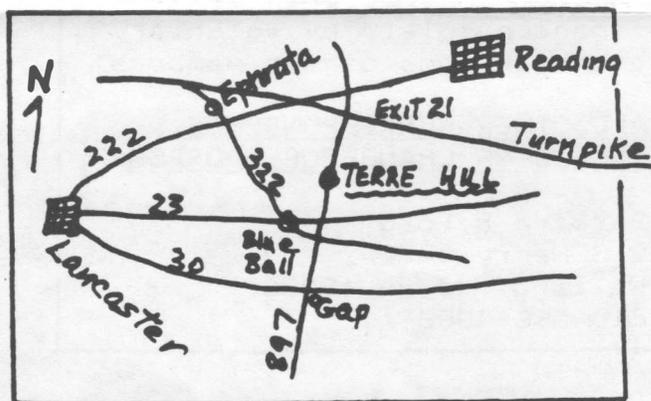 N
Ephrata
Reading
EXIT 21
Turnpike
222
322
TERRE HILL
23
Blue
Ball
Lancaster
30
Gap
897